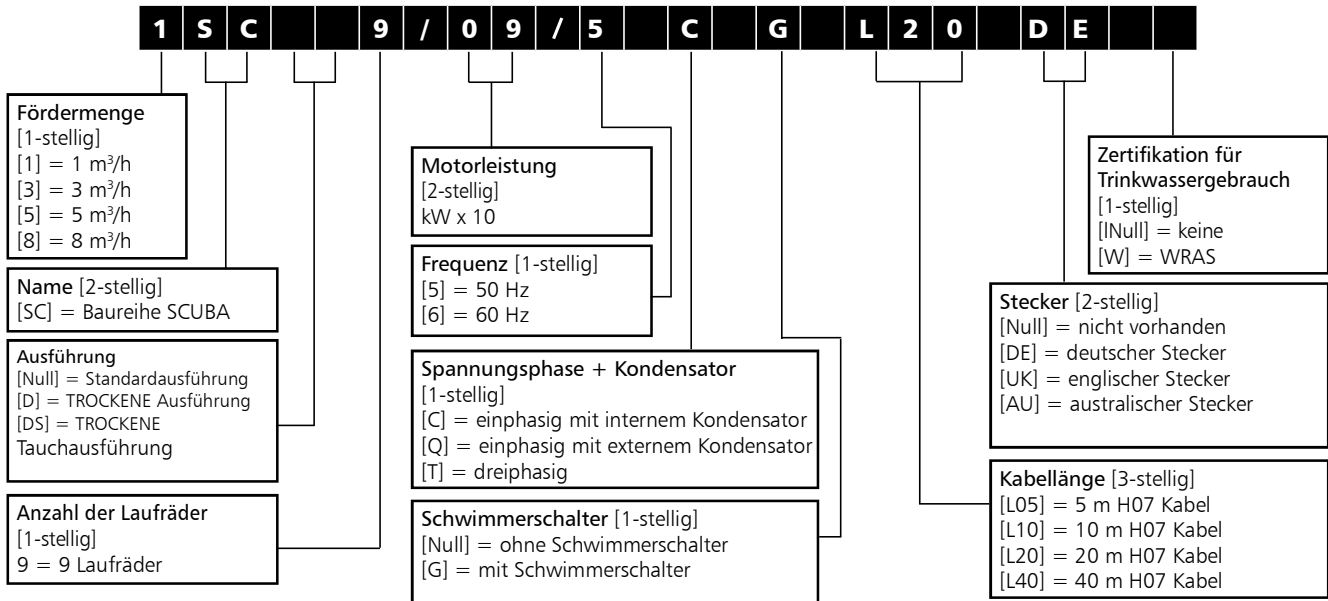 1 S C 9 / 0 9 / 5 C G L 2 0 D E
Fördermenge
[1-stellig]
[1] = 1 m³/h
[3] = 3 m³/h
[5] = 5 m³/h
[8] = 8 m³/h
Name [2-stellig]
[SC] = Baureihe SCUBA
Ausführung
[Null] = Standardausführung
[D] = TROCKENE Ausführung
[DS] = TROCKENE
Tauchausführung
Anzahl der Laufräder
[1-stellig]
9 = 9 Laufräder
Motorleistung
[2-stellig]
kW x 10
Frequenz [1-stellig]
[5] = 50 Hz
[6] = 60 Hz
Spannungsphase + Kondensator
[1-stellig]
[C] = einphasig mit internem Kondensator
[Q] = einphasig mit externem Kondensator
[T] = dreiphasig
Schwimmerschalter [1-stellig]
[Null] = ohne Schwimmerschalter
[G] = mit Schwimmerschalter
Zertifikation für
Trinkwassergebrauch
[1-stellig]
[lNull] = keine
[W] = WRAS
Stecker [2-stellig]
[Null] = nicht vorhanden
[DE] = deutscher Stecker
[UK] = englischer Stecker
[AU] = australischer Stecker
Kabellänge [3-stellig]
[L05] = 5 m H07 Kabel
[L10] = 10 m H07 Kabel
[L20] = 20 m H07 Kabel
[L40] = 40 m H07 Kabel